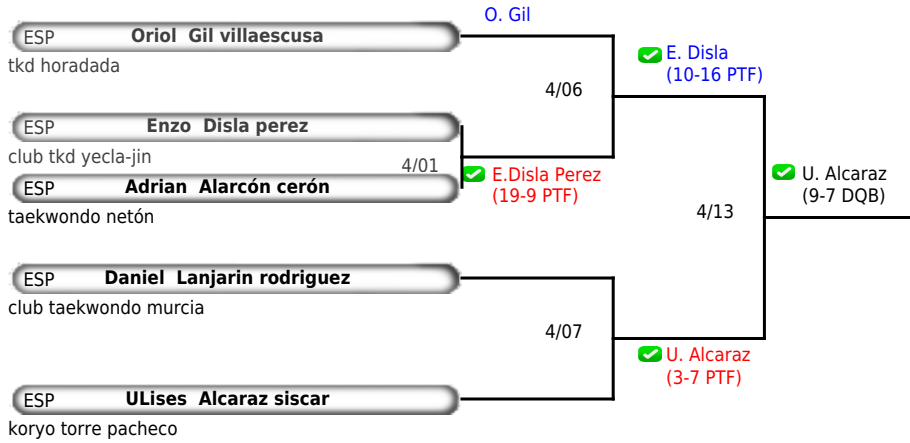 O. Gil
ESP Oriol Gil villaescusa
tkd horadada
E. Disla
(10-16 PTF)
4/06
ESP Enzo Disla perez
club tkd yecla-jin
4/01
E.Disla Perez
(19-9 PTF)
ESP Adrian Alarcón cerón
taekwondo netón
U. Alcaraz
(9-7 DQB)
4/13
ESP Daniel Lanjarin rodriguez
club taekwondo murcia
4/07
U. Alcaraz
(3-7 PTF)
ESP ULises Alcaraz siscar
koryo torre pacheco